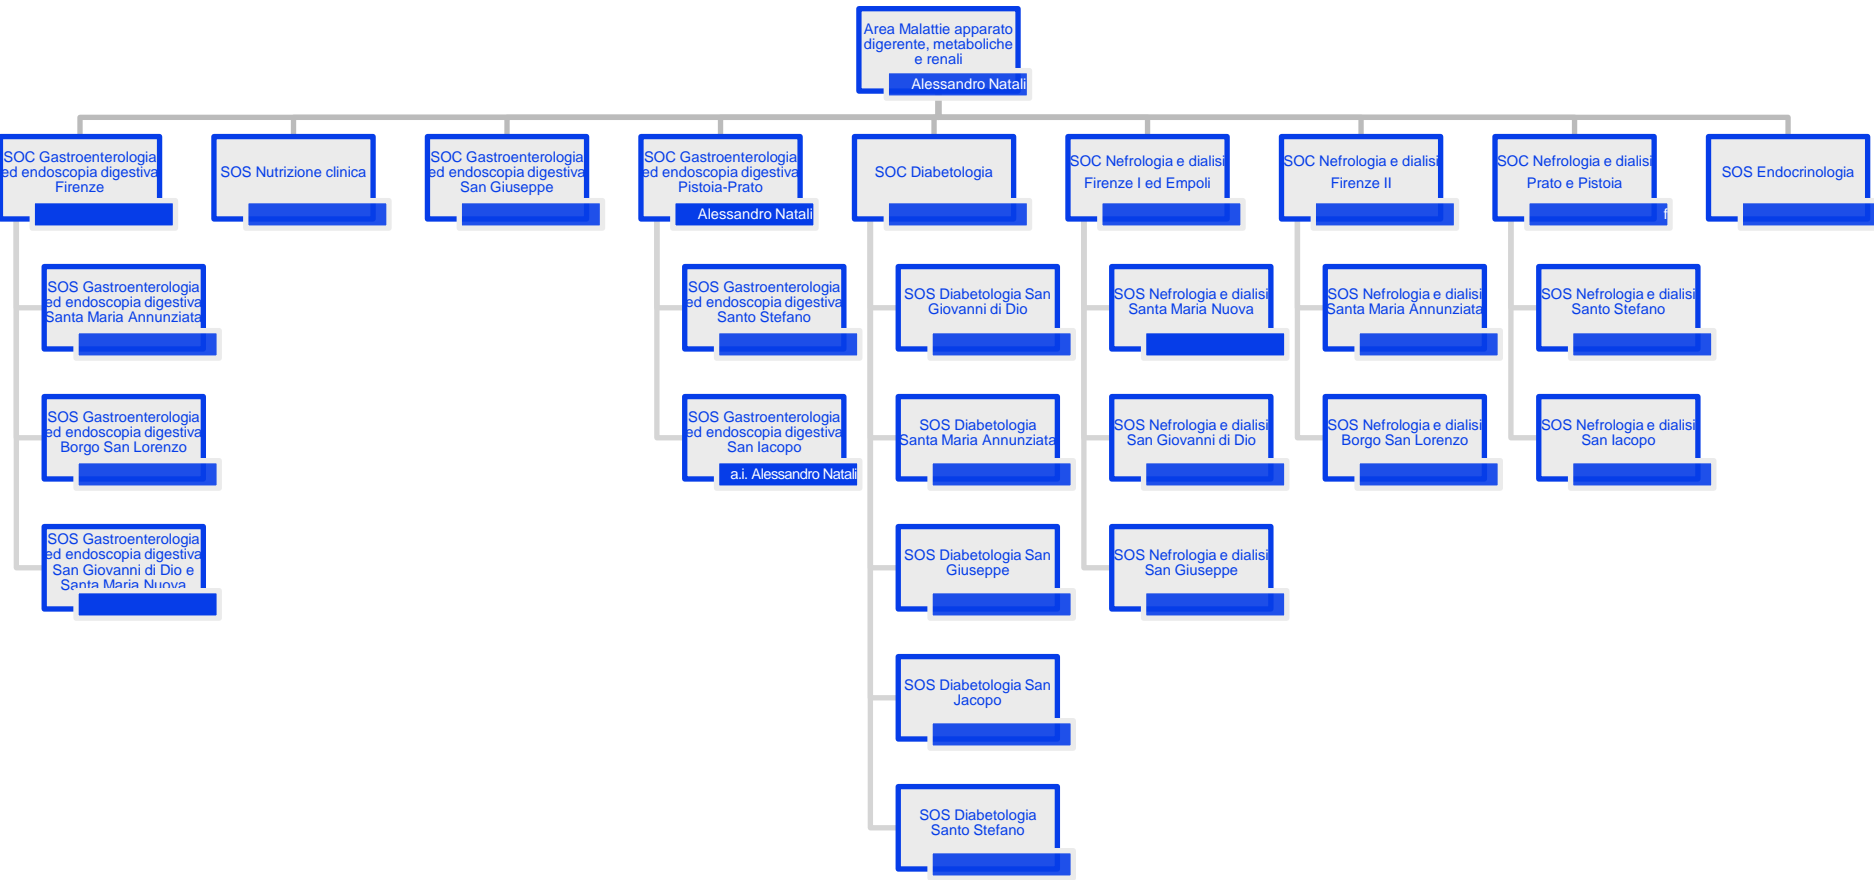 Area Malattie apparato
digerente, metaboliche
e renali
Alessandro Natali
SOC Gastroenterologia
ed endoscopia digestiva
Firenze
SOS Nutrizione clinica
SOC Gastroenterologia
ed endoscopia digestiva
San Giuseppe
SOC Gastroenterologia
ed endoscopia digestiva
Pistoia-Prato
Alessandro Natali
SOC Diabetologia
SOC Nefrologia e dialisi
Firenze I ed Empoli
SOC Nefrologia e dialisi
Firenze II
SOC Nefrologia e dialisi
Prato e Pistoia
f
SOS Endocrinologia
SOS Gastroenterologia
ed endoscopia digestiva
Santa Maria Annunziata
SOS Gastroenterologia
ed endoscopia digestiva
Borgo San Lorenzo
SOS Gastroenterologia
ed endoscopia digestiva
San Giovanni di Dio e
Santa Maria Nuova
SOS Gastroenterologia
ed endoscopia digestiva
Santo Stefano
SOS Gastroenterologia
ed endoscopia digestiva
San Iacopo
a.i. Alessandro Natali
SOS Diabetologia San
Giovanni di Dio
SOS Diabetologia
Santa Maria Annunziata
SOS Diabetologia San
Giuseppe
SOS Diabetologia San
Jacopo
SOS Diabetologia
Santo Stefano
SOS Nefrologia e dialisi
Santa Maria Nuova
SOS Nefrologia e dialisi
San Giovanni di Dio
SOS Nefrologia e dialisi
San Giuseppe
SOS Nefrologia e dialisi
Santa Maria Annunziata
SOS Nefrologia e dialisi
Borgo San Lorenzo
SOS Nefrologia e dialisi
Santo Stefano
SOS Nefrologia e dialisi
San Iacopo